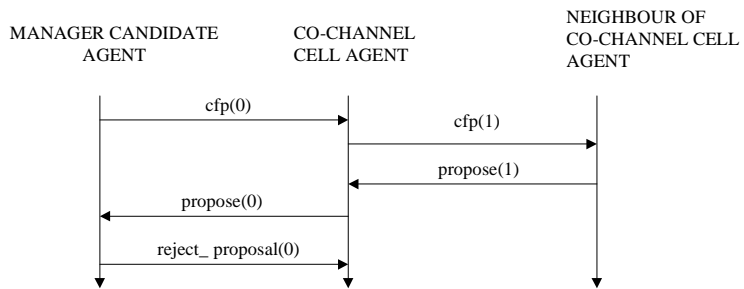 MANAGER CANDIDATE
AGENT
CO-CHANNEL
CELL AGENT
NEIGHBOUR OF
CO-CHANNEL CELL
AGENT
cfp(0)
cfp(1)
propose(1)
propose(0)
reject_ proposal(0)